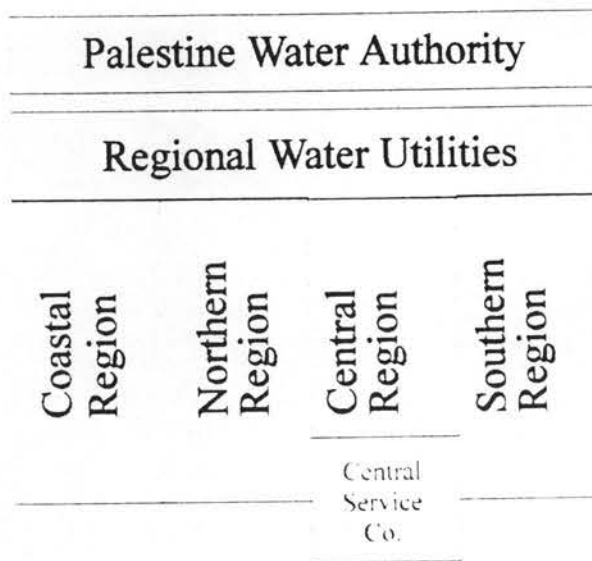 Palestine Water Authority
Regional Water Utilities
Coastal
Region
Northern
Region
Central
Region
Southern
Region
Central
Service
Co.